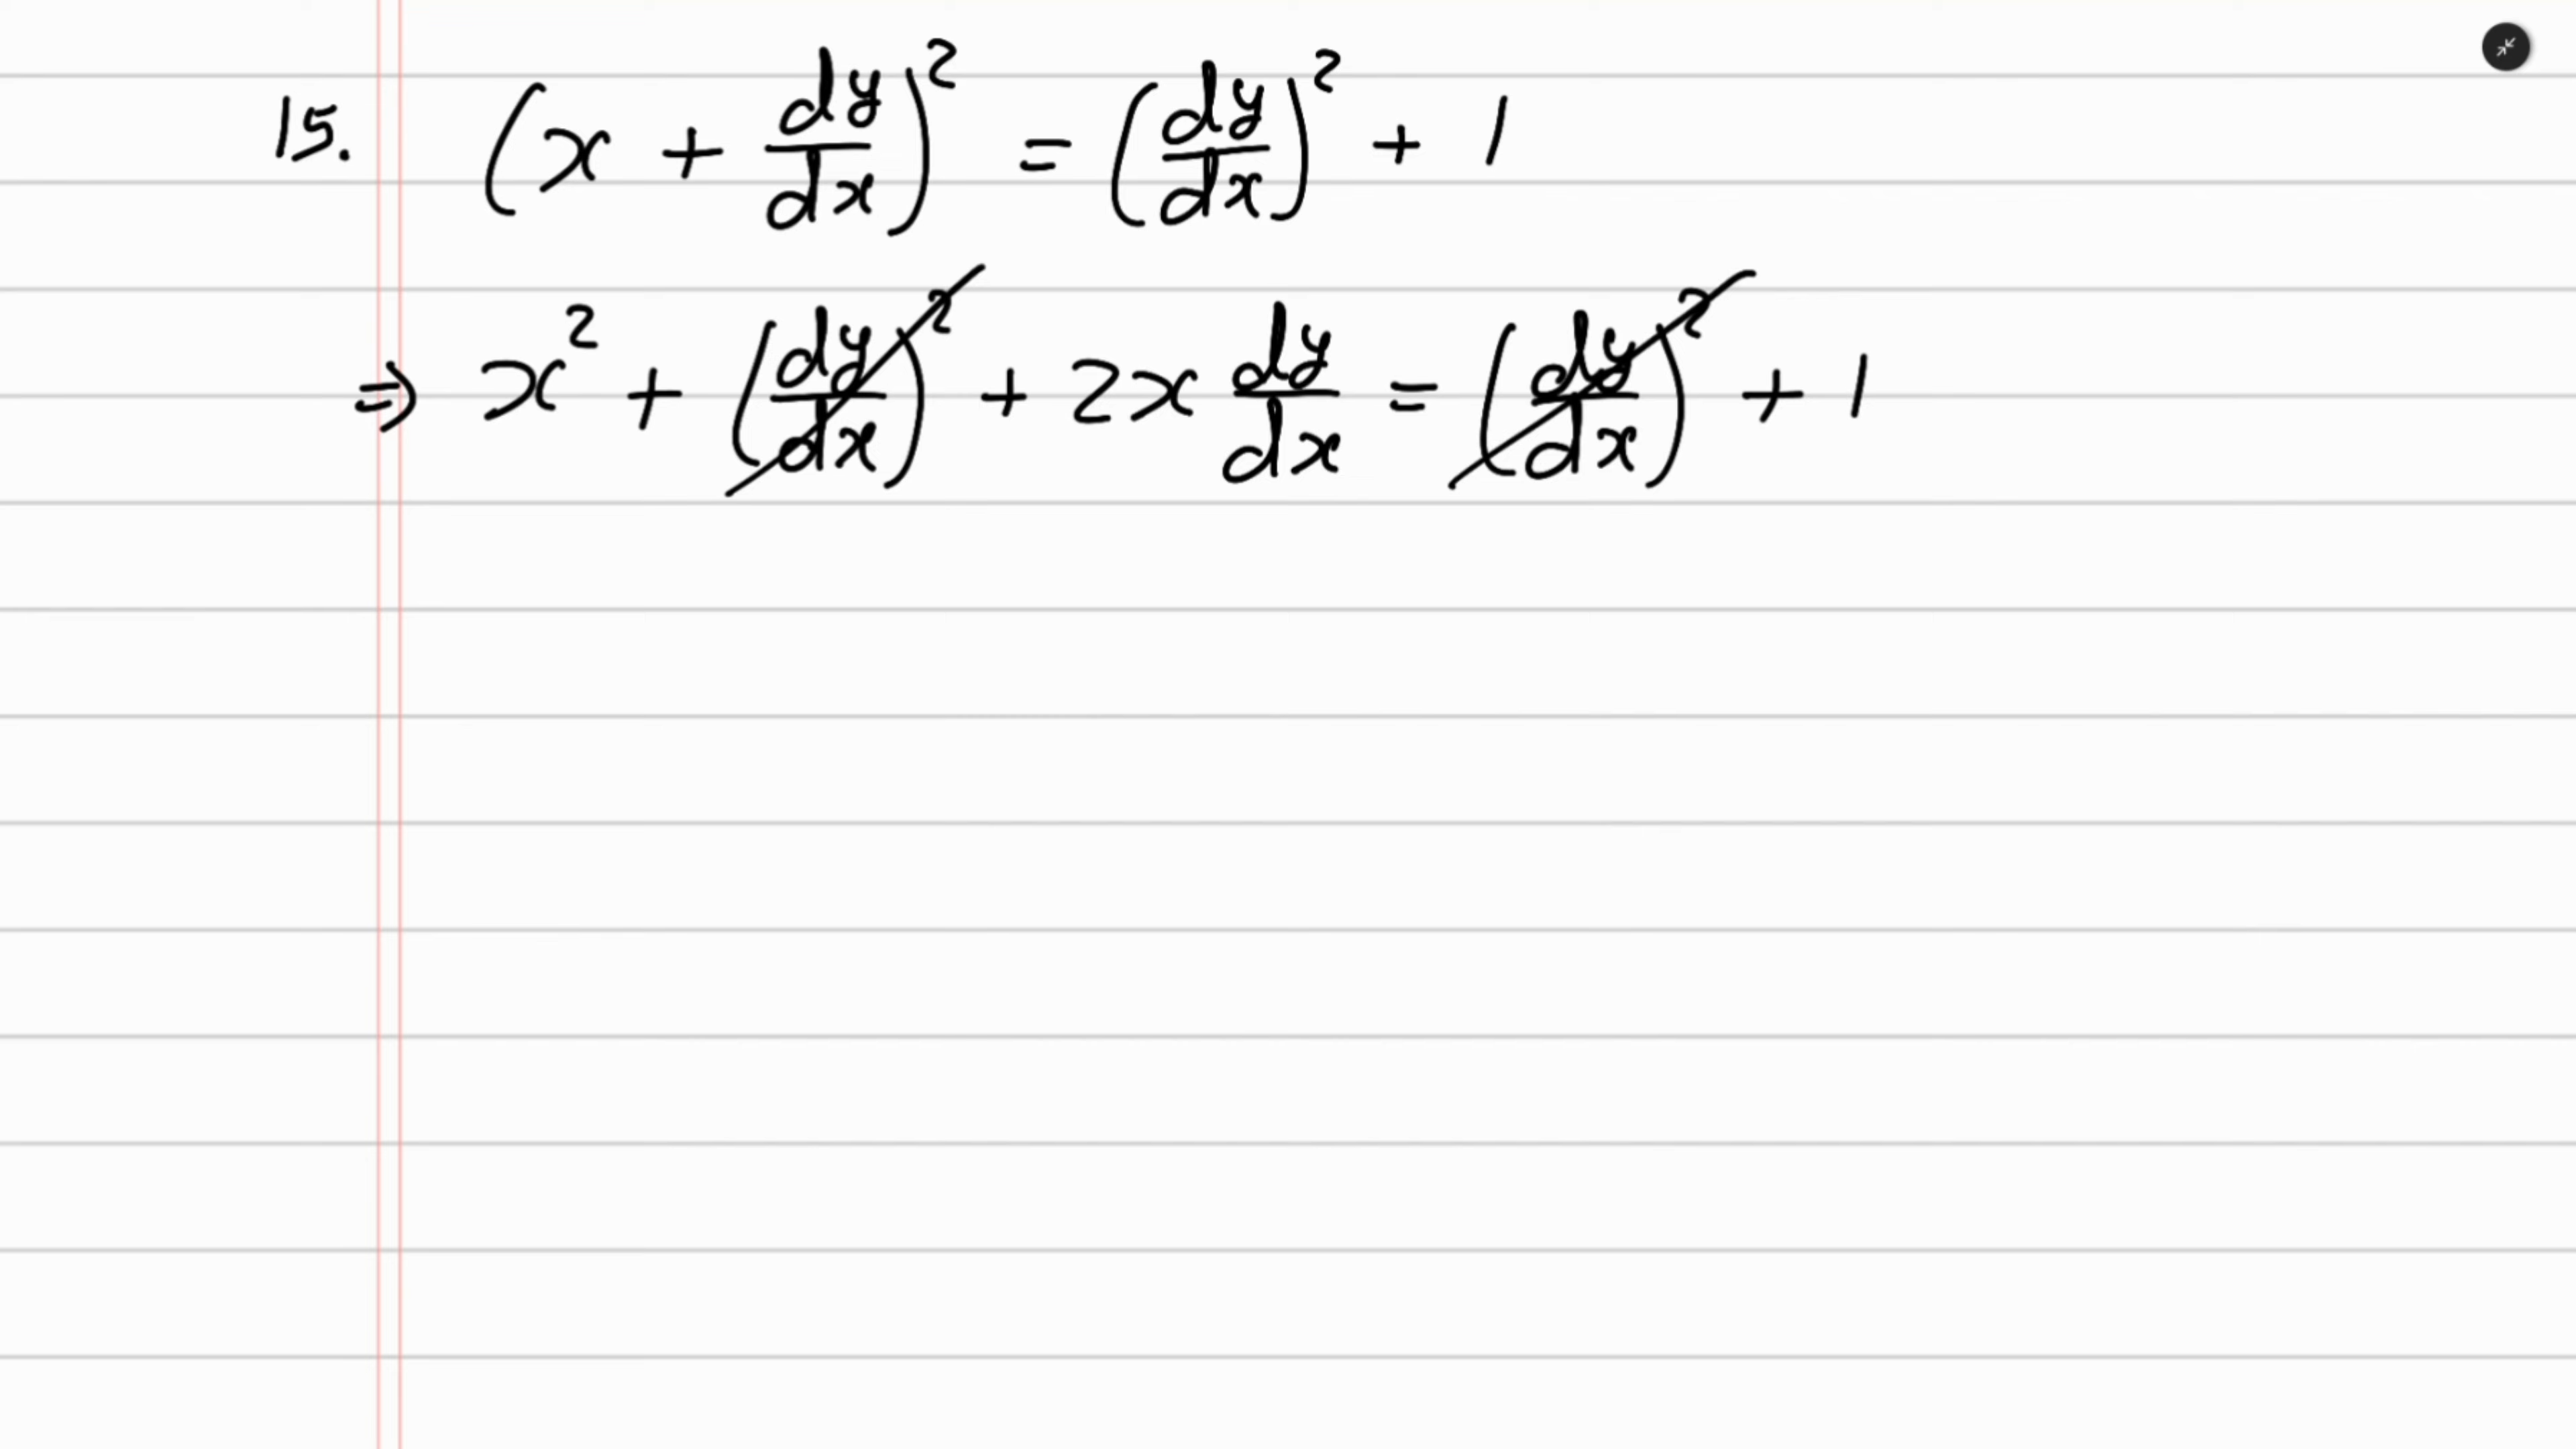 15. (x + dy/dx)² = (dy/dx)² + 1
⇒ x² + (dy/dx)² + 2x dy/dx = (dy/dx)² + 1